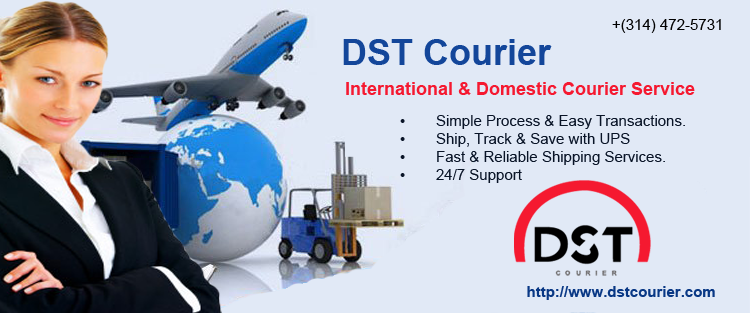 +(314) 472-5731
DST Courier
International & Domestic Courier Service
• Simple Process & Easy Transactions.
• Ship, Track & Save with UPS
• Fast & Reliable Shipping Services.
• 24/7 Support
DST
COURIER
http://www.dstcourier.com